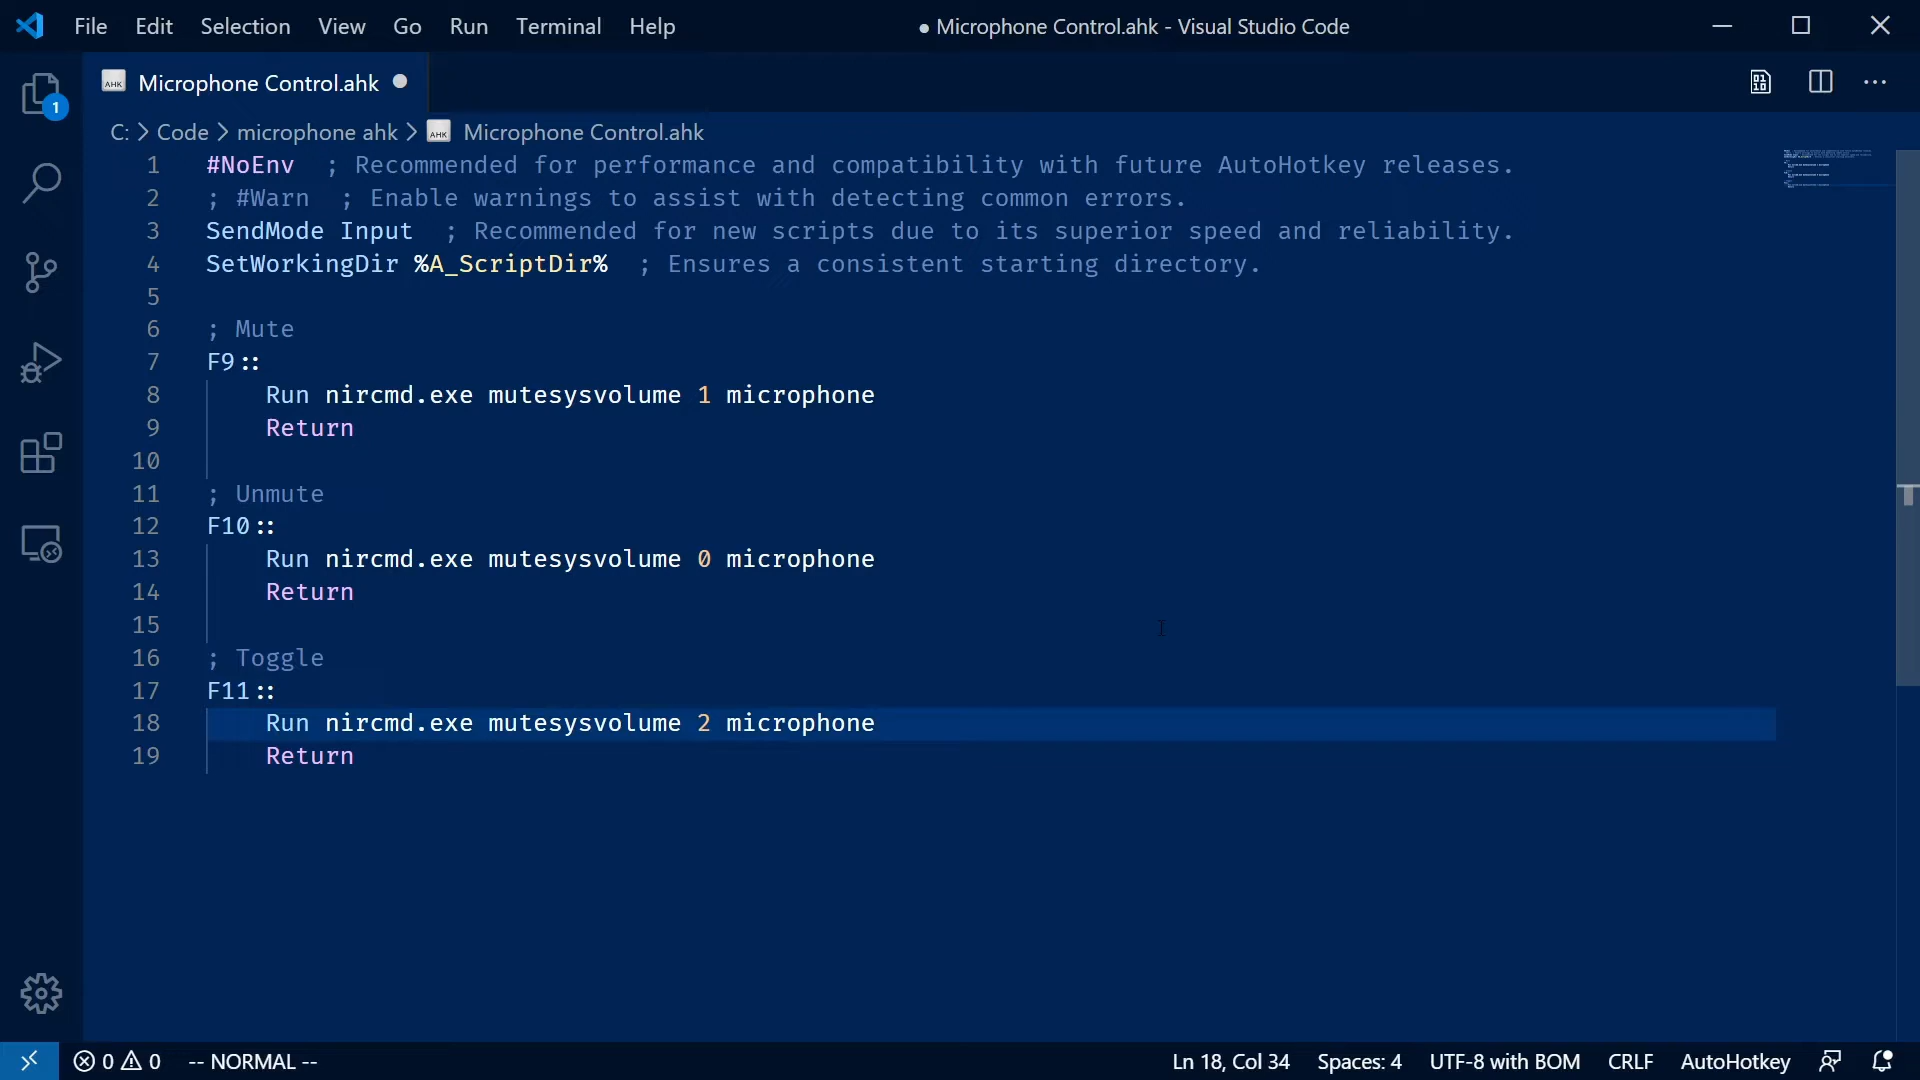 File Edit Selection View Go Run Terminal Help ● Microphone Control.ahk - Visual Studio Code
AHK Microphone Control.ahk
1
C: > Code > microphone ahk > AHK Microphone Control.ahk
1 #NoEnv  ; Recommended for performance and compatibility with future AutoHotkey releases.
2 ; #Warn  ; Enable warnings to assist with detecting common errors.
3 SendMode Input  ; Recommended for new scripts due to its superior speed and reliability.
4 SetWorkingDir %A_ScriptDir%  ; Ensures a consistent starting directory.
5
6 ; Mute
7 F9::
8     Run nircmd.exe mutesysvolume 1 microphone
9     Return
10
11 ; Unmute
12 F10::
13     Run nircmd.exe mutesysvolume 0 microphone
14     Return
15
16 ; Toggle
17 F11::
18     Run nircmd.exe mutesysvolume 2 microphone
19     Return
0 0 -- NORMAL -- Ln 18, Col 34 Spaces: 4 UTF-8 with BOM CRLF AutoHotkey